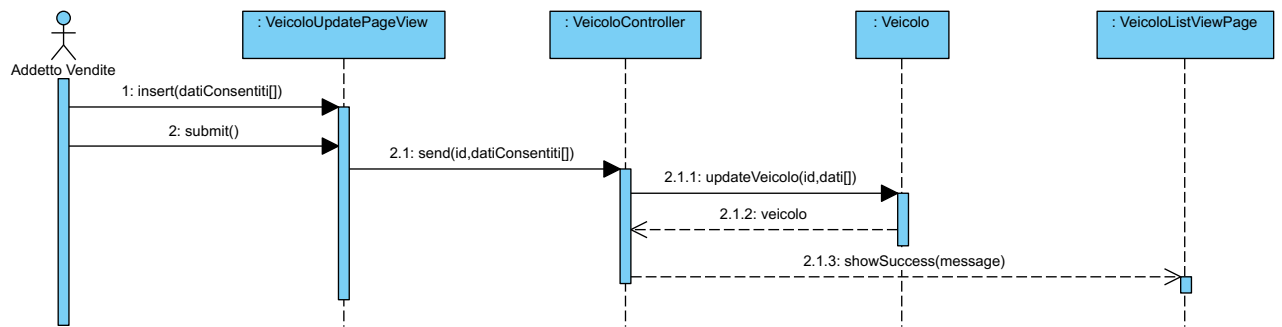 : VeicoloUpdatePageView
: VeicoloController
: Veicolo
: VeicoloListViewPage
Addetto Vendite
1: insert(datiConsentiti[])
2: submit()
2.1: send(id,datiConsentiti[])
2.1.1: updateVeicolo(id,dati[])
2.1.2: veicolo
2.1.3: showSuccess(message)